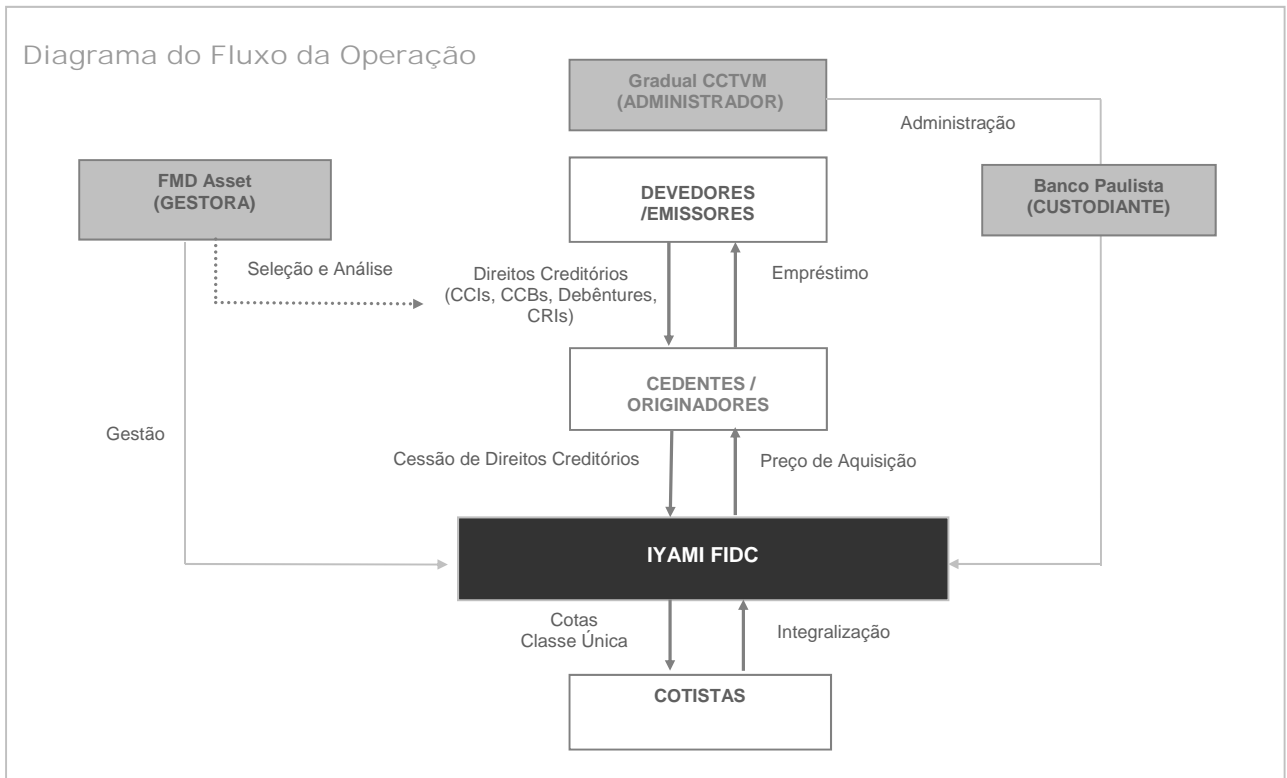 Diagrama do Fluxo da Operação
Gradual CCTVM
(ADMINISTRADOR)
Administração
FMD Asset
(GESTORA)
DEVEDORES
/EMISSORES
Banco Paulista
(CUSTODIANTE)
Seleção e Análise
Direitos Creditórios
(CCIs, CCBs, Debêntures,
CRIs)
Empréstimo
CEDENTES /
ORIGINADORES
Gestão
Cessão de Direitos Creditórios
Preço de Aquisição
IYAMI FIDC
Cotas
Classe Única
Integralização
COTISTAS